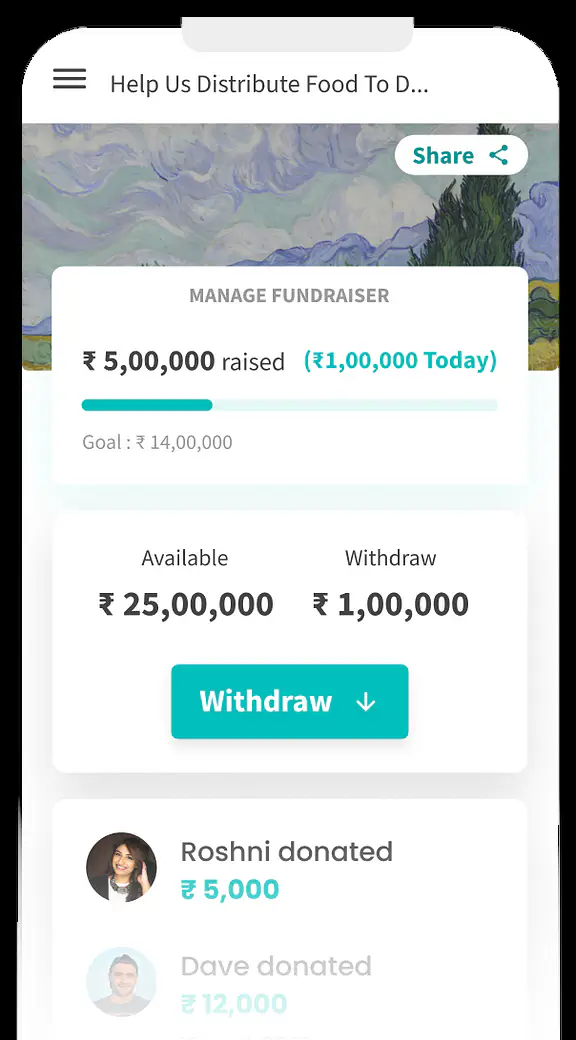 Help Us Distribute Food To D...
Share
MANAGE FUNDRAISER
₹ 5,00,000 raised (₹1,00,000 Today)
Goal : ₹ 14,00,000
Available Withdraw
₹ 25,00,000 ₹ 1,00,000
Withdraw
Roshni donated
₹ 5,000
Dave donated
₹ 12,000